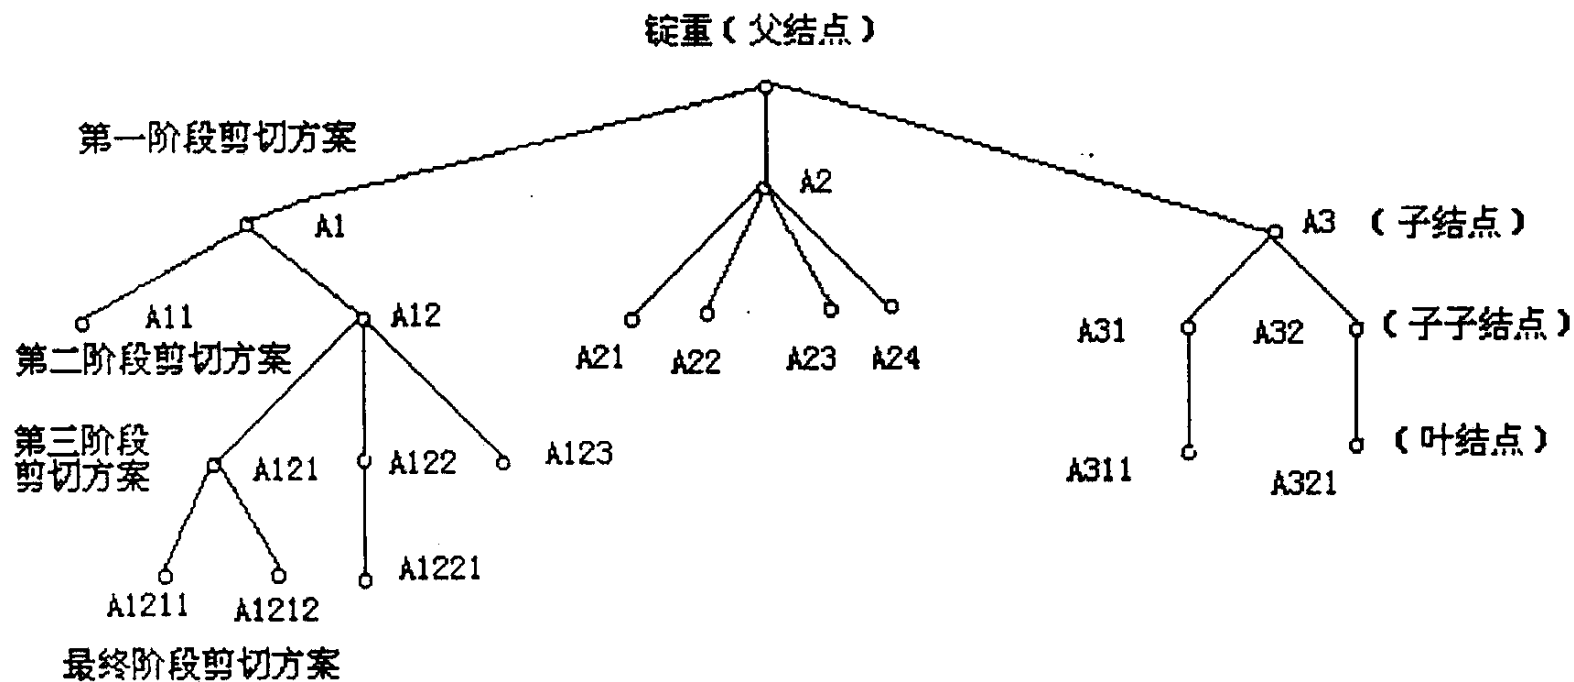 锭重(父结点)
第一阶段剪切方案
A2
A1
A3 (子结点)
A11
A12
A31
A32
(子子结点)
第二阶段剪切方案
A21
A22
A23
A24
第三阶段
剪切方案
A121
A122
A123
A311
A321
(叶结点)
A1211
A1212
A1221
最终阶段剪切方案